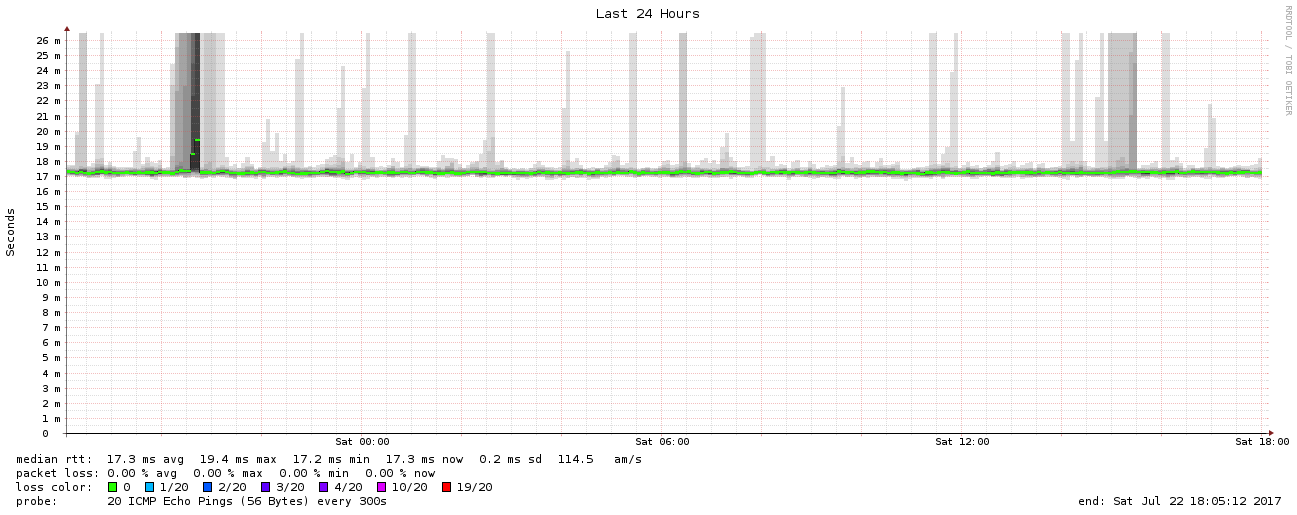 Last 24 Hours
RRDTOOL / TOBI OETIKER
Seconds
26 m
25 m
24 m
23 m
22 m
21 m
20 m
19 m
18 m
17 m
16 m
15 m
14 m
13 m
12 m
11 m
10 m
9 m
8 m
7 m
6 m
5 m
4 m
3 m
2 m
1 m
0
Sat 00:00 Sat 06:00 Sat 12:00 Sat 18:00
median rtt: 17.3 ms avg 19.4 ms max 17.2 ms min 17.3 ms now 0.2 ms sd 114.5 am/s
packet loss: 0.00 % avg 0.00 % max 0.00 % min 0.00 % now
loss color: 0 1/20 2/20 3/20 4/20 10/20 19/20
probe: 20 ICMP Echo Pings (56 Bytes) every 300s end: Sat Jul 22 18:05:12 2017